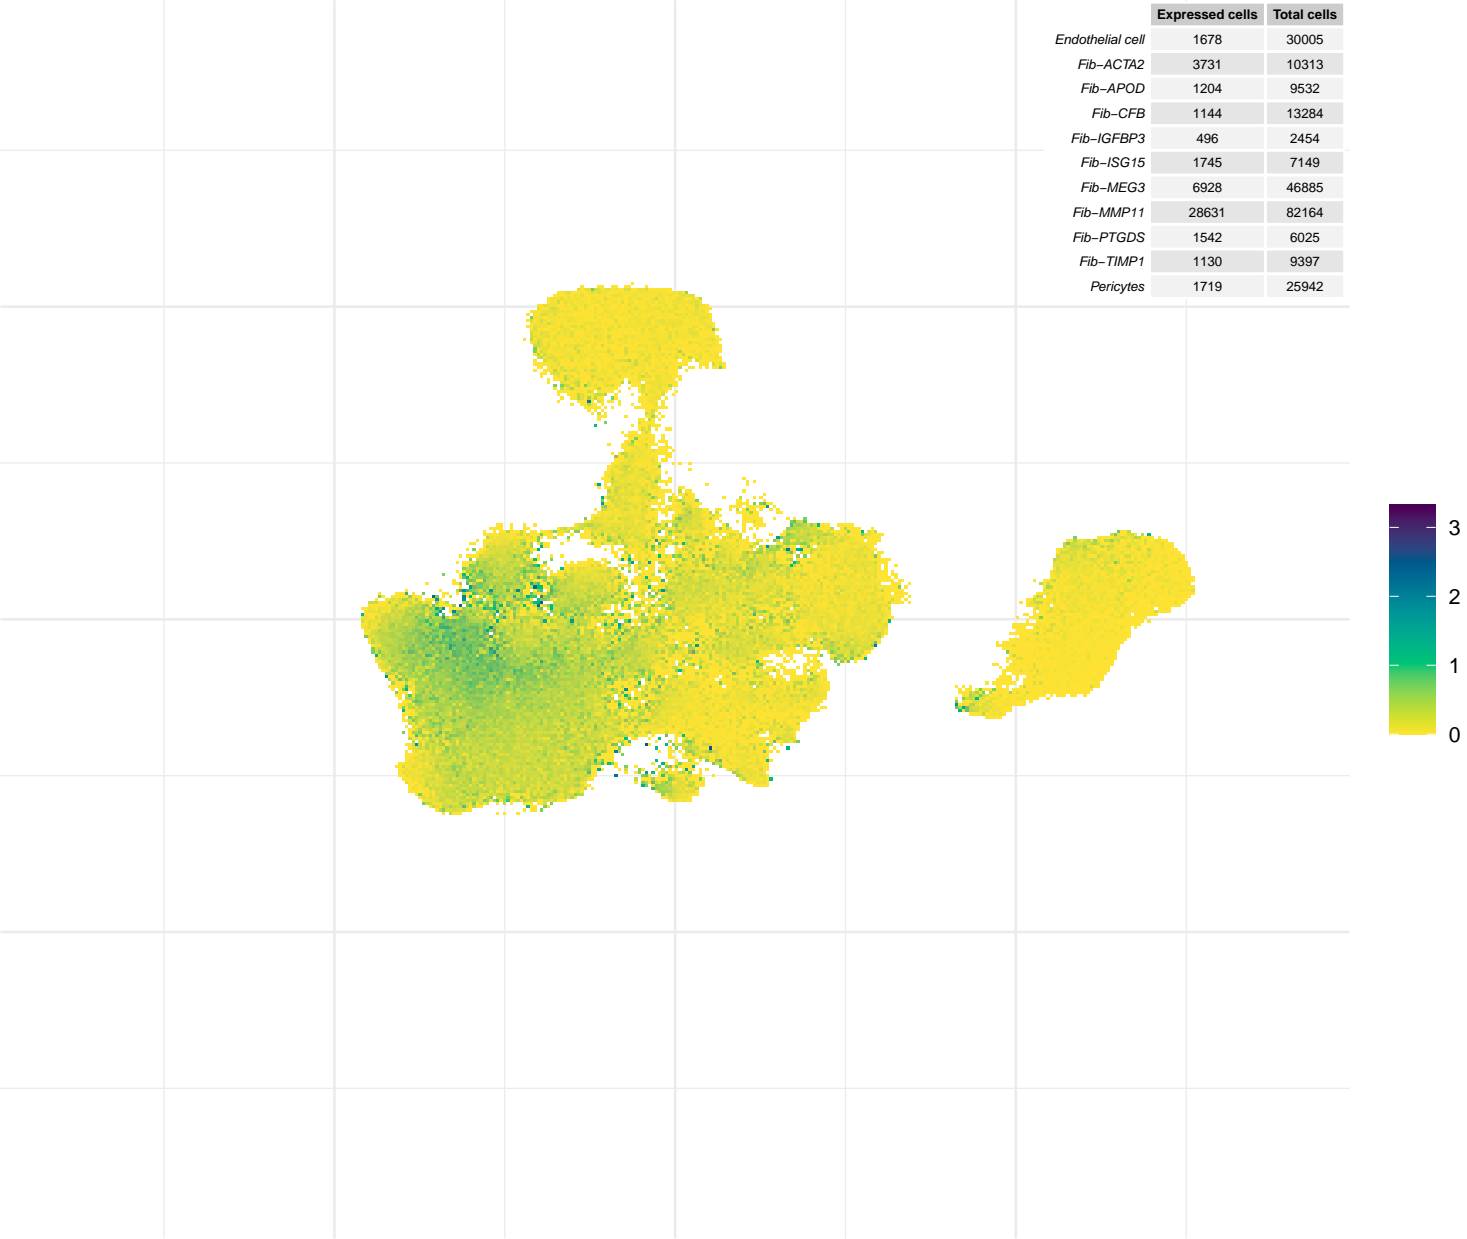 Expressed cells Total cells
Endothelial cell 1678 30005
Fib−ACTA2 3731 10313
Fib−APOD 1204 9532
Fib−CFB 1144 13284
Fib−IGFBP3 496 2454
Fib−ISG15 1745 7149
Fib−MEG3 6928 46885
Fib−MMP11 28631 82164
Fib−PTGDS 1542 6025
Fib−TIMP1 1130 9397
Pericytes 1719 25942
3
2
1
0